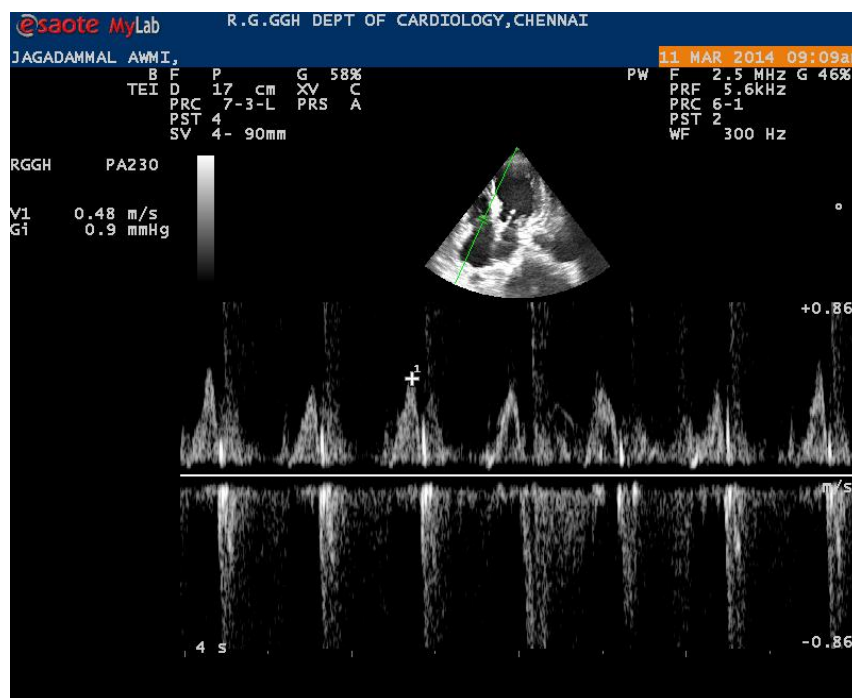 esaote MyLab
R.G.GGH DEPT OF CARDIOLOGY,CHENNAI
JAGADAMMAL AWMI,
11 MAR 2014 09:09a
B F P G 58%
TEI D 17 cm XV C
PRC 7-3-L PRS A
PST 4
SV 4- 90mm
PW F 2.5 MHz G 46%
PRF 5.6kHz
PRC 6-1
PST 2
WF 300 Hz
RGGH PA230
V1 0.48 m/s
Gi 0.9 mmHg
+0.86
1
m/s
-0.86
4 s